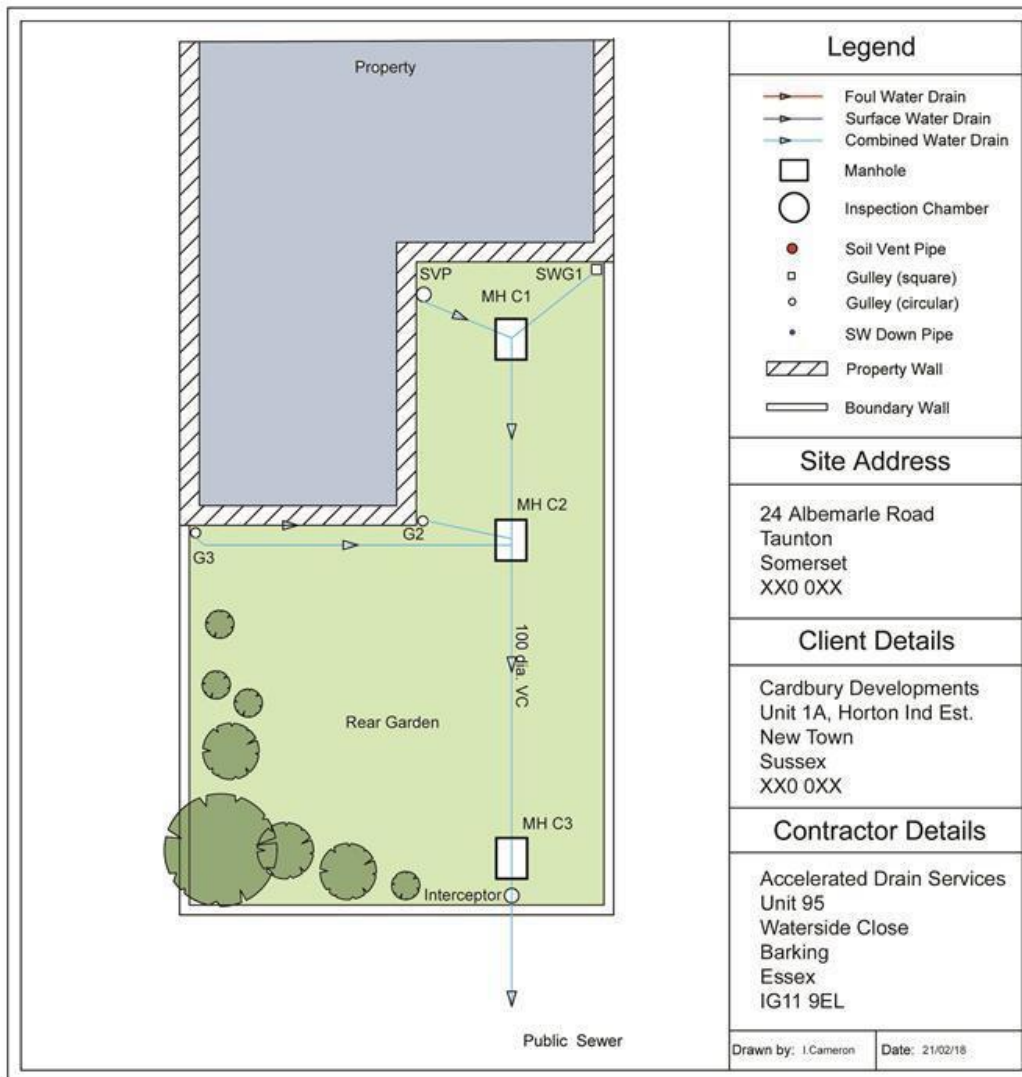 Property
SVP
SWG1
MH C1
MH C2
G2
G3
100 dia. VC
Rear Garden
MH C3
Interceptor
Public Sewer
Legend
Foul Water Drain
Surface Water Drain
Combined Water Drain
Manhole
Inspection Chamber
Soil Vent Pipe
Gulley (square)
Gulley (circular)
SW Down Pipe
Property Wall
Boundary Wall
Site Address
24 Albemarle Road
Taunton
Somerset
XX0 0XX
Client Details
Cardbury Developments
Unit 1A, Horton Ind Est.
New Town
Sussex
XX0 0XX
Contractor Details
Accelerated Drain Services
Unit 95
Waterside Close
Barking
Essex
IG11 9EL
Drawn by: I.Cameron
Date: 21/02/18